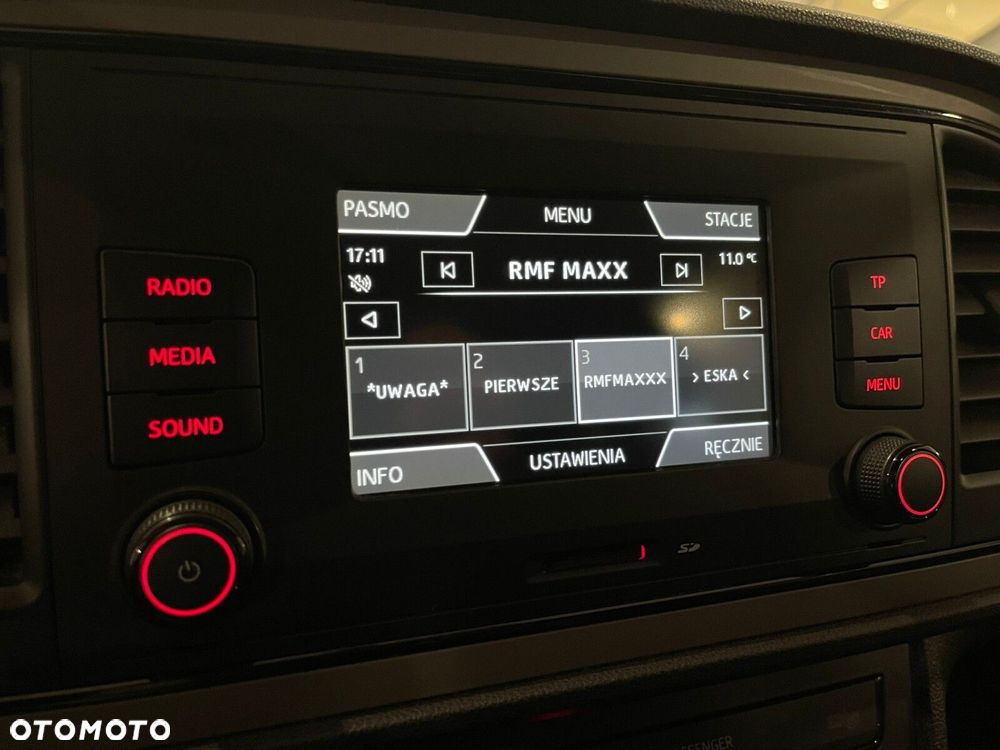 PASMO
MENU
STACJE
17:11
RMF MAXX
11.0 °C
1
*UWAGA*
2
PIERWSZE
3
RMFMAXXX
4
> ESKA <
INFO
USTAWIENIA
RĘCZNIE
RADIO
MEDIA
SOUND
TP
CAR
MENU
SD
OTOMOTO